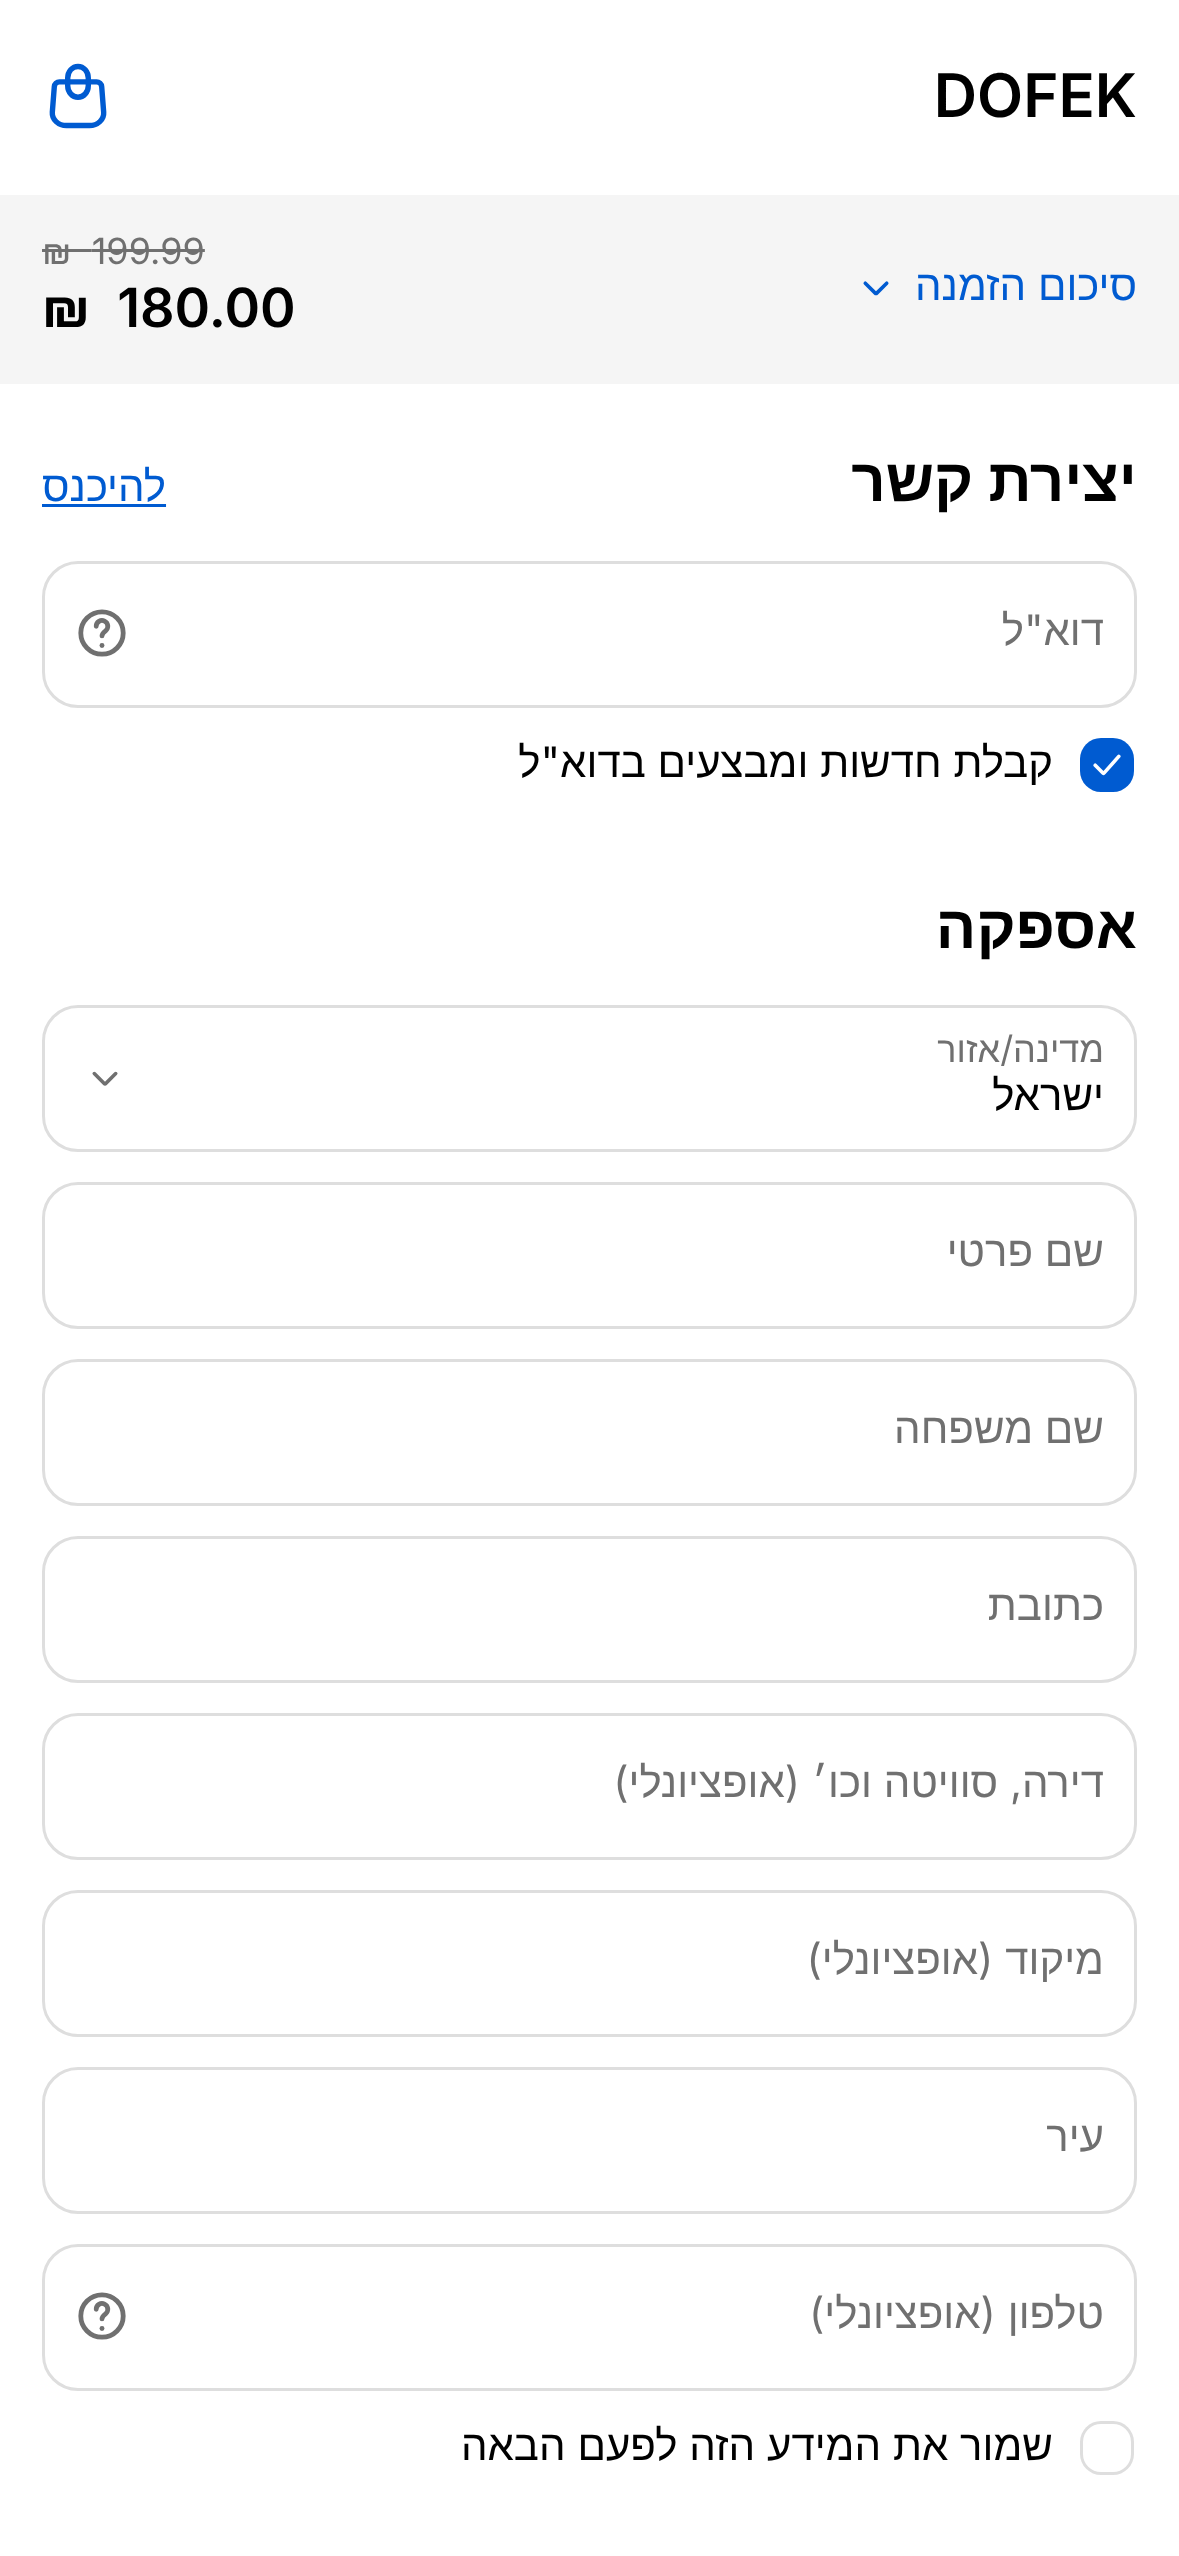 DOFEK
סיכום הזמנה
199.99 ₪
180.00 ₪
יצירת קשר
להיכנס
דוא"ל
קבלת חדשות ומבצעים בדוא"ל
אספקה
מדינה/אזור
ישראל
שם פרטי
שם משפחה
כתובת
דירה, סוויטה וכו׳ (אופציונלי)
מיקוד (אופציונלי)
עיר
טלפון (אופציונלי)
שמור את המידע הזה לפעם הבאה